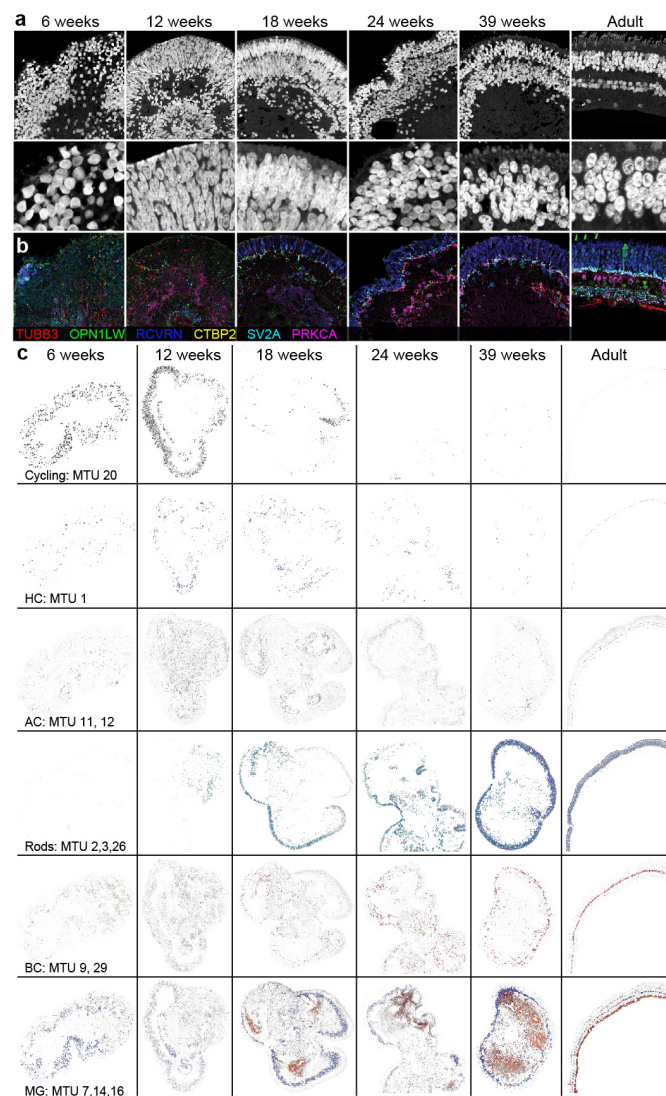 a
6 weeks 12 weeks 18 weeks 24 weeks 39 weeks Adult
b
TUBB3 OPN1LW RCVRN CTBP2 SV2A PRKCA
c
6 weeks 12 weeks 18 weeks 24 weeks 39 weeks Adult
Cycling: MTU 20
HC: MTU 1
AC: MTU 11, 12
Rods: MTU 2,3,26
BC: MTU 9, 29
MG: MTU 7,14,16